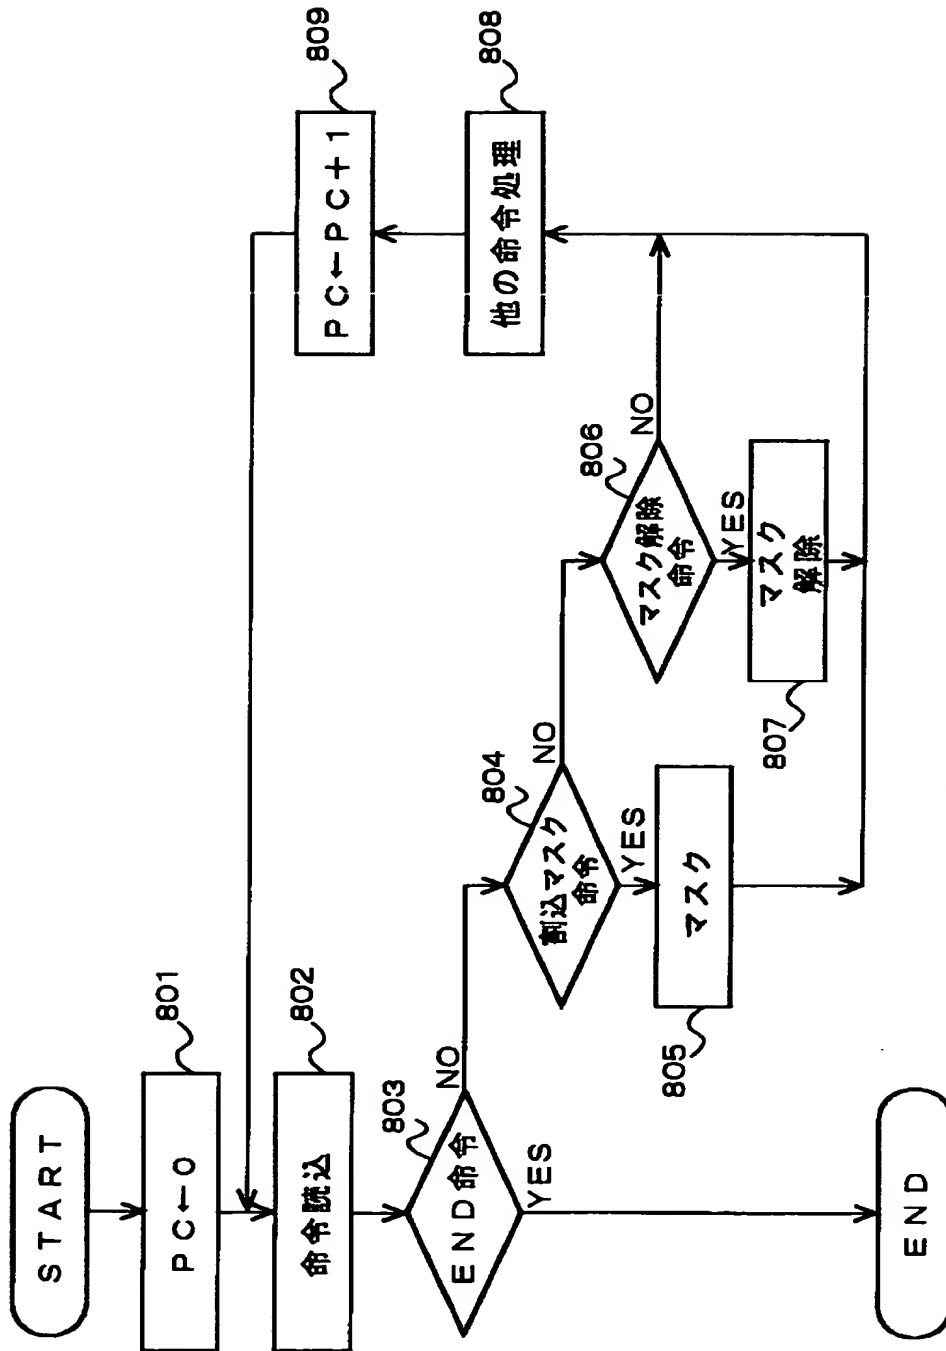 START
801
PC←0
802
命令読込
803
END命令
NO
YES
804
割込マスク
命令
NO
YES
805
マスク
806
マスク解除
命令
NO
YES
807
マスク
解除
808
他の命令処理
809
PC←PC+1
END